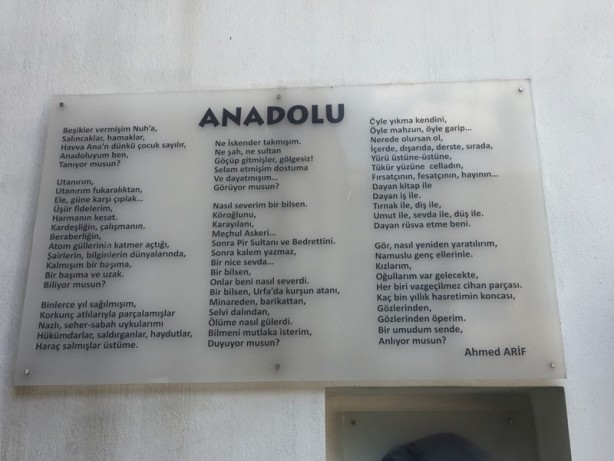 ANADOLU
Beşikler vermişim Nuh'a,
Salıncaklar, hamaklar,
Havva Ana'n dünkü çocuk sayılır,
Anadoluyum ben,
Tanıyor musun?
Utanırım,
Utanırım fukaralıktan,
Ele, güne karşı çıplak...
Üşür fidelerim,
Harmanım kesat.
Kardeşliğin, çalışmanın,
Beraberliğin,
Atom güllerinin katmer açtığı,
Şairlerin, bilginlerin dünyalarında,
Kalmışım bir başıma,
Bir başıma ve uzak.
Biliyor musun?
Binlerce yıl sağılmışım,
Korkunç atlılarıyla parçalamışlar
Nazlı, seher-sabah uykularımı
Hükümdarlar, saldırganlar, haydutlar,
Haraç salmışlar üstüme.
Ne İskender takmışım.
Ne şah, ne sultan
Göçüp gitmişler, gölgesiz!
Selam etmişim dostuma
Ve dayatmışım...
Görüyor musun?
Nasıl severim bir bilsen.
Köroğlunu,
Karayılanı,
Meçhul Askeri...
Sonra Pir Sultanı ve Bedrettini.
Sonra kalem yazmaz,
Bir nice sevda...
Bir bilsen,
Onlar beni nasıl severdi.
Bir bilsen, Urfa'da kurşun atanı,
Minareden, barikattan,
Selvi dalından,
Ölüme nasıl gülerdi.
Bilmeni mutlaka isterim,
Duyuyor musun?
Öyle yıkma kendini,
Öyle mahzun, öyle garip...
Nerede olursan ol,
İçerde, dışarıda, derste, sırada,
Yürü üstüne-üstüne,
Tükür yüzüne celladın,
Fırsatçının, fesatçının, hayının...
Dayan kitap ile
Dayan iş ile.
Tırnak ile, diş ile,
Umut ile, sevda ile, düş ile.
Dayan rüsva etme beni.
Gör, nasıl yeniden yaratılırım,
Namuslu genç ellerinle.
Kızlarım,
Oğullarım var gelecekte,
Her biri vazgeçilmez cihan parçası.
Kaç bin yıllık hasretimin koncası,
Gözlerinden,
Gözlerinden öperim.
Bir umudum sende,
Anlıyor musun?
Ahmed ARİF